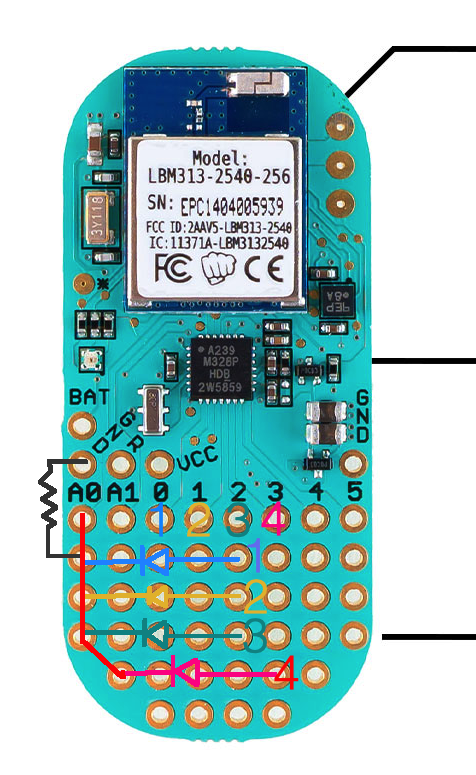 Model:
LBM313-2540-256
SN: EPC1404005939
FCC ID:2AAV5-LBM313-2540
IC:11371A-LBM3132540
FC CE
3Y118
A239
M328P
HDB
2W5859
BAT
GND
R
VCC
GND
A0 A1 0 1 2 3 4 5
1 2 3 4
1
2
3
4